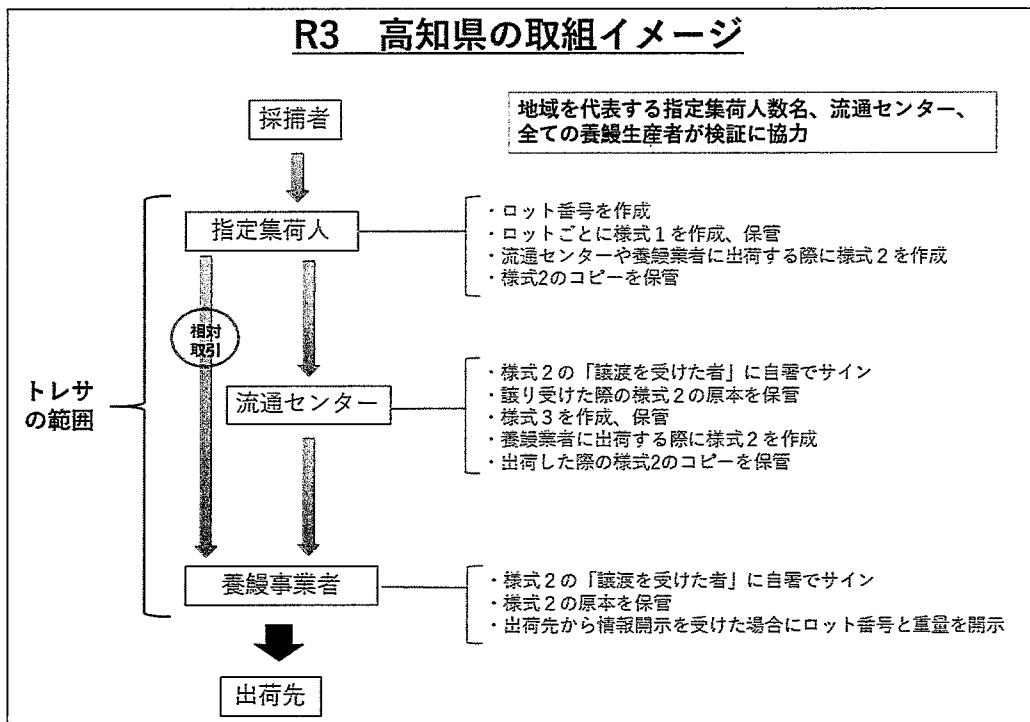 R3　高知県の取組イメージ
採捕者
地域を代表する指定集荷人数名、流通センター、
全ての養鰻生産者が検証に協力
指定集荷人
・ロット番号を作成
・ロットごとに様式１を作成、保管
・流通センターや養鰻業者に出荷する際に様式２を作成
・様式2のコピーを保管
相対
取引
トレサ
の範囲
流通センター
・様式２の「譲渡を受けた者」に自署でサイン
・譲り受けた際の様式２の原本を保管
・様式３を作成、保管
・養鰻業者に出荷する際に様式２を作成
・出荷した際の様式2のコピーを保管
養鰻事業者
・様式２の「譲渡を受けた者」に自署でサイン
・様式２の原本を保管
・出荷先から情報開示を受けた場合にロット番号と重量を開示
出荷先